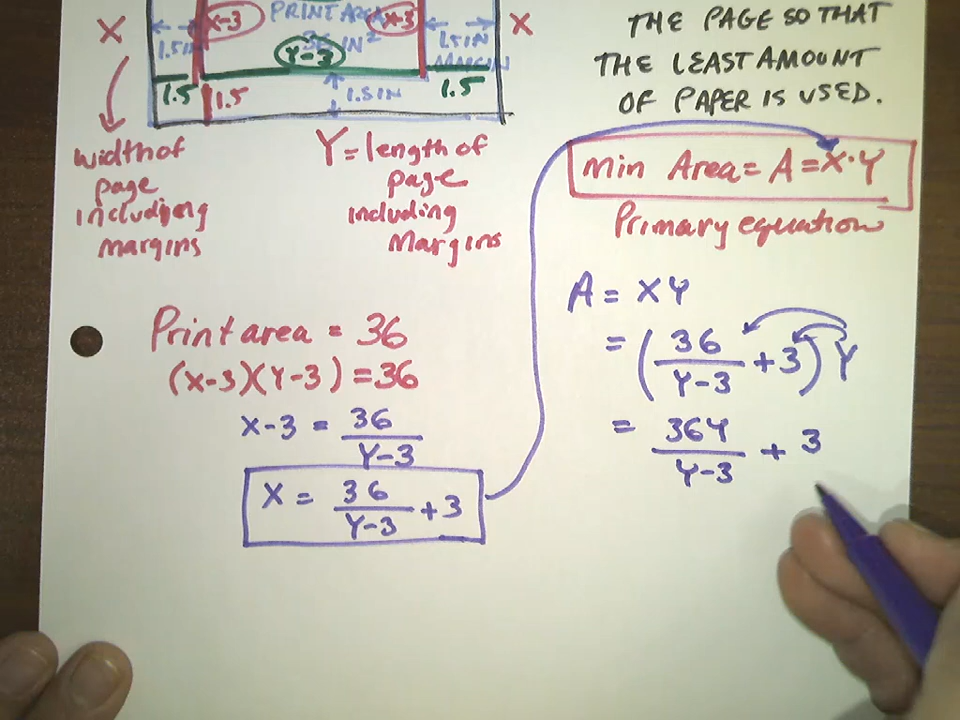 X
X-3
PRINT AREA
X-3
X
1.5IN
36 IN²
1.5IN
Y-3
MARGIN
1.5
1.5
1.5IN
1.5
THE PAGE SO THAT
THE LEAST AMOUNT
OF PAPER IS USED.
width of
page
including
margins
Y = length of
page
including
Margins
min Area = A = X·Y
Primary equation
Print area = 36
(x-3)(Y-3) = 36
X-3 = 36/(Y-3)
X = 36/(Y-3) + 3
A = XY
= (36/(Y-3) + 3) Y
= 36Y/(Y-3) + 3